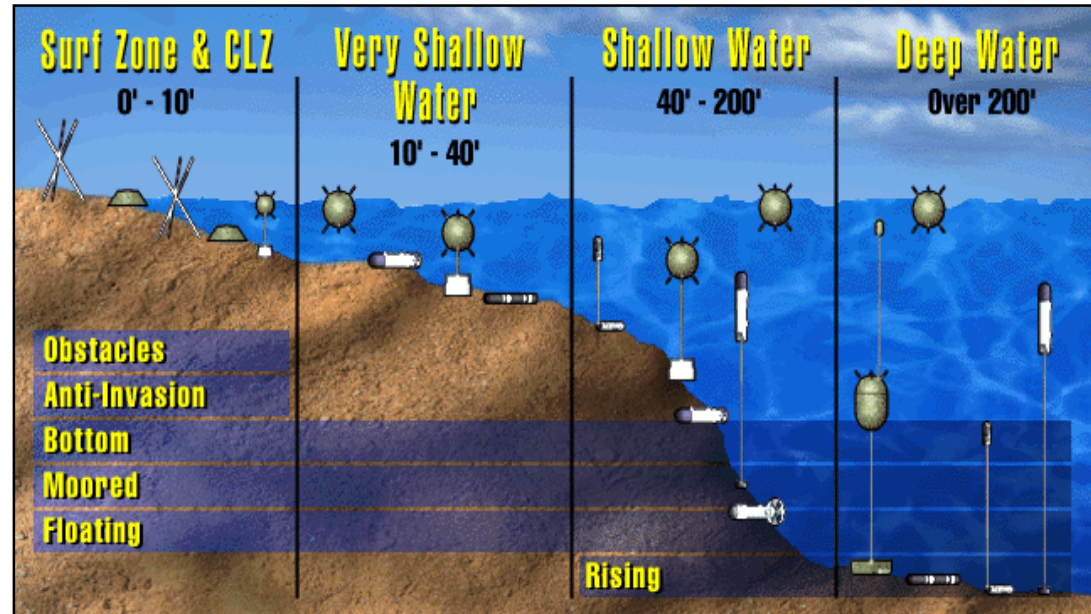 Surf Zone & CLZ
0' - 10'
Very Shallow
Water
10' - 40'
Shallow Water
40' - 200'
Deep Water
Over 200'
Obstacles
Anti-Invasion
Bottom
Moored
Floating
Rising